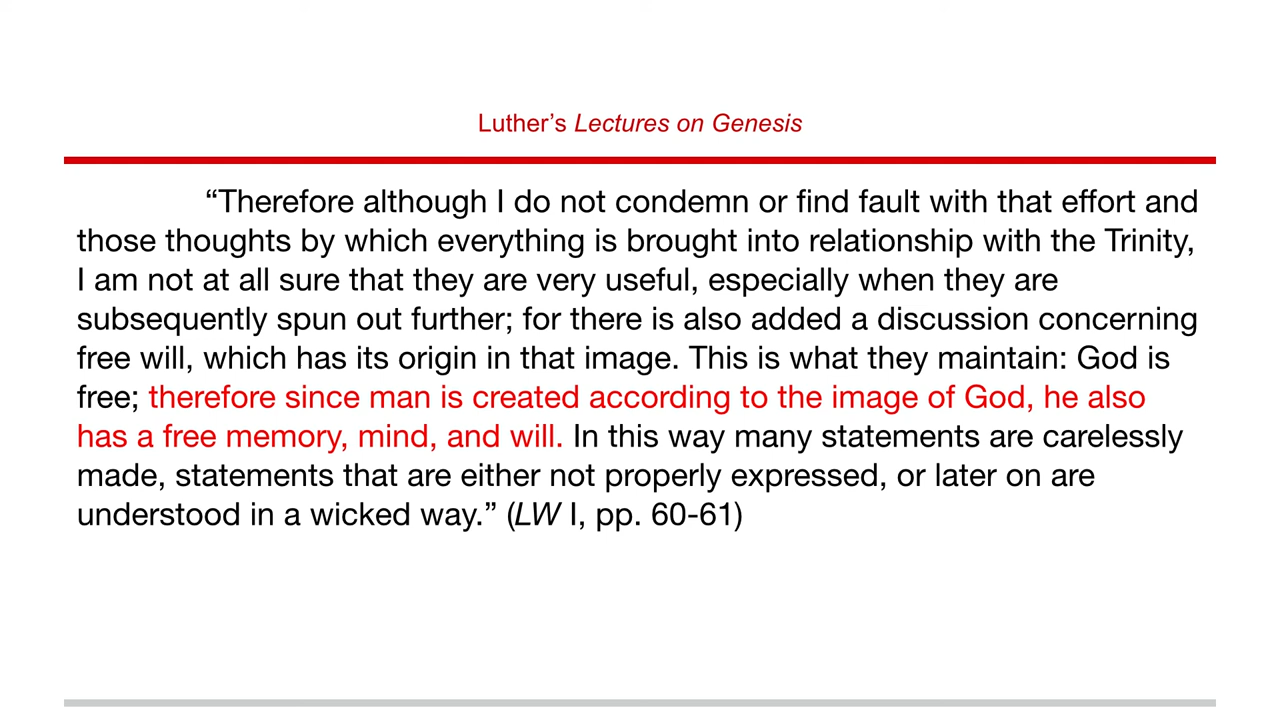 Luther’s Lectures on Genesis
“Therefore although I do not condemn or find fault with that effort and
those thoughts by which everything is brought into relationship with the Trinity,
I am not at all sure that they are very useful, especially when they are
subsequently spun out further; for there is also added a discussion concerning
free will, which has its origin in that image. This is what they maintain: God is
free; therefore since man is created according to the image of God, he also
has a free memory, mind, and will. In this way many statements are carelessly
made, statements that are either not properly expressed, or later on are
understood in a wicked way.” (LW I, pp. 60-61)